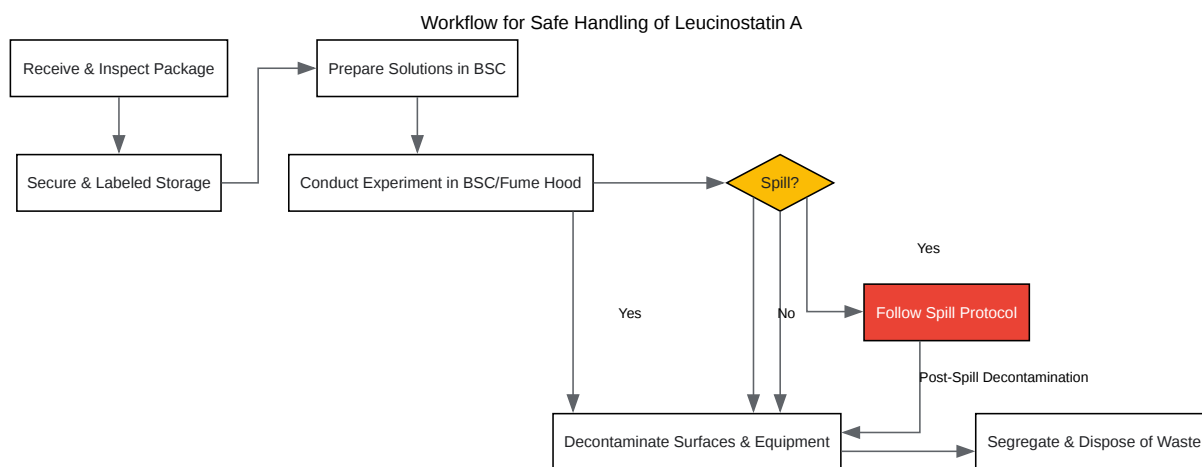 Workflow for Safe Handling of Leucinostatin A
Receive & Inspect Package
Prepare Solutions in BSC
Secure & Labeled Storage
Conduct Experiment in BSC/Fume Hood
Spill?
Yes
Yes
No
Follow Spill Protocol
Post-Spill Decontamination
Decontaminate Surfaces & Equipment
Segregate & Dispose of Waste